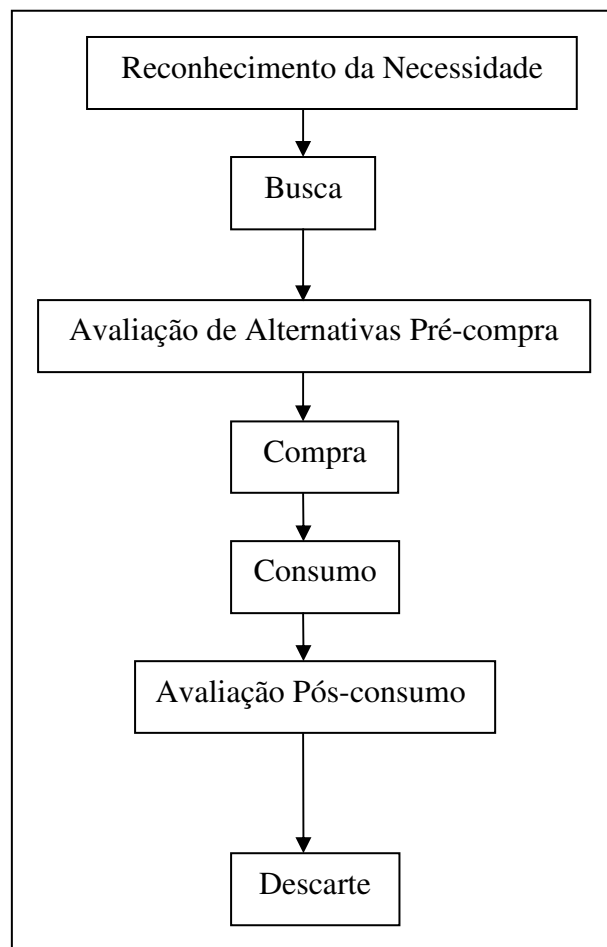 Reconhecimento da Necessidade
Busca
Avaliação de Alternativas Pré-compra
Compra
Consumo
Avaliação Pós-consumo
Descarte